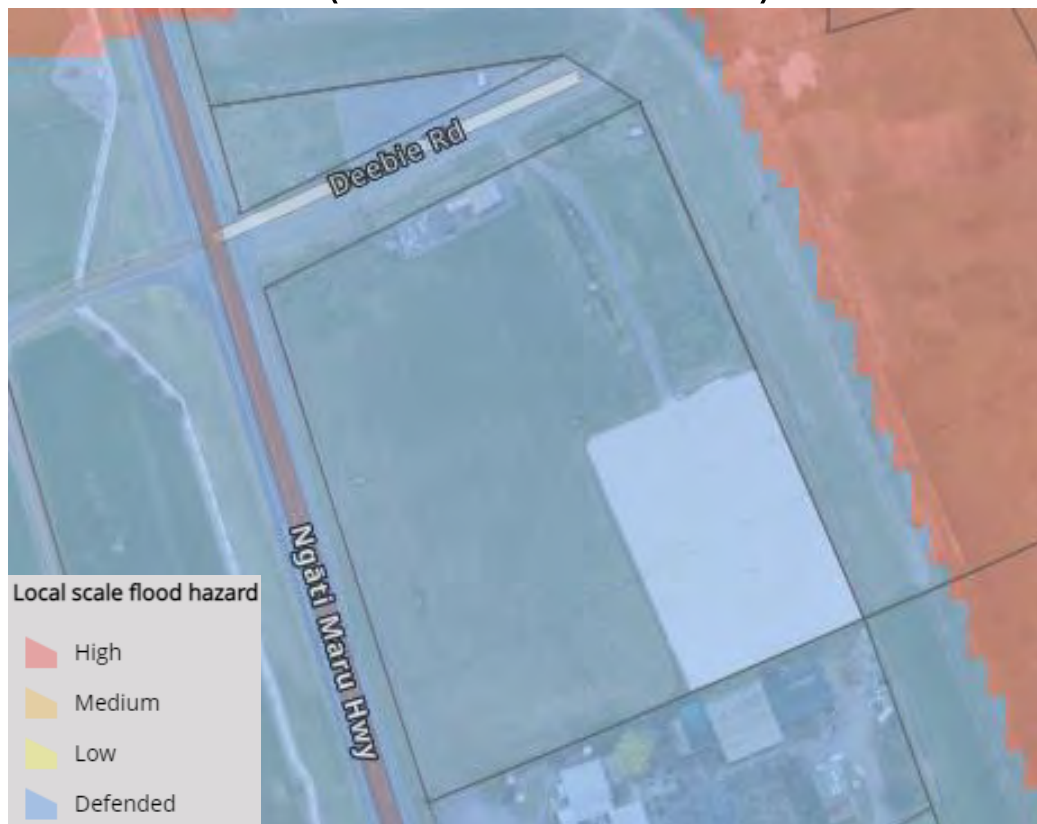 Deebie Rd
Ngāti Maru Hwy
Local scale flood hazard
High
Medium
Low
Defended